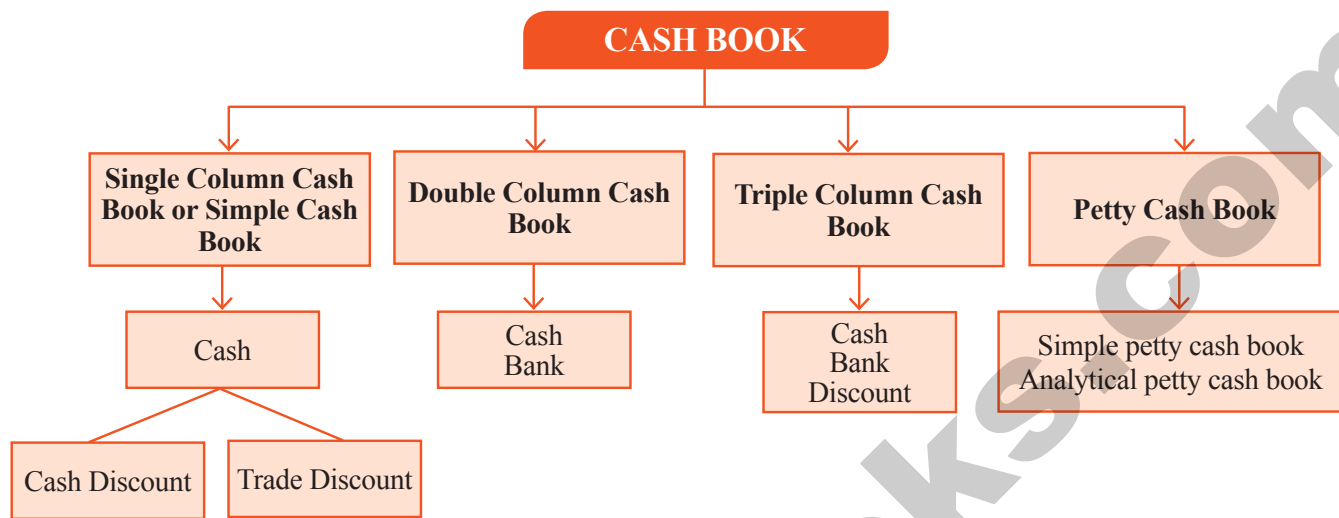 CASH BOOK
Single Column Cash
Book or Simple Cash
Book
Double Column Cash
Book
Triple Column Cash
Book
Petty Cash Book
Cash
Cash
Bank
Cash
Bank
Discount
Simple petty cash book
Analytical petty cash book
Cash Discount
Trade Discount
ks.com